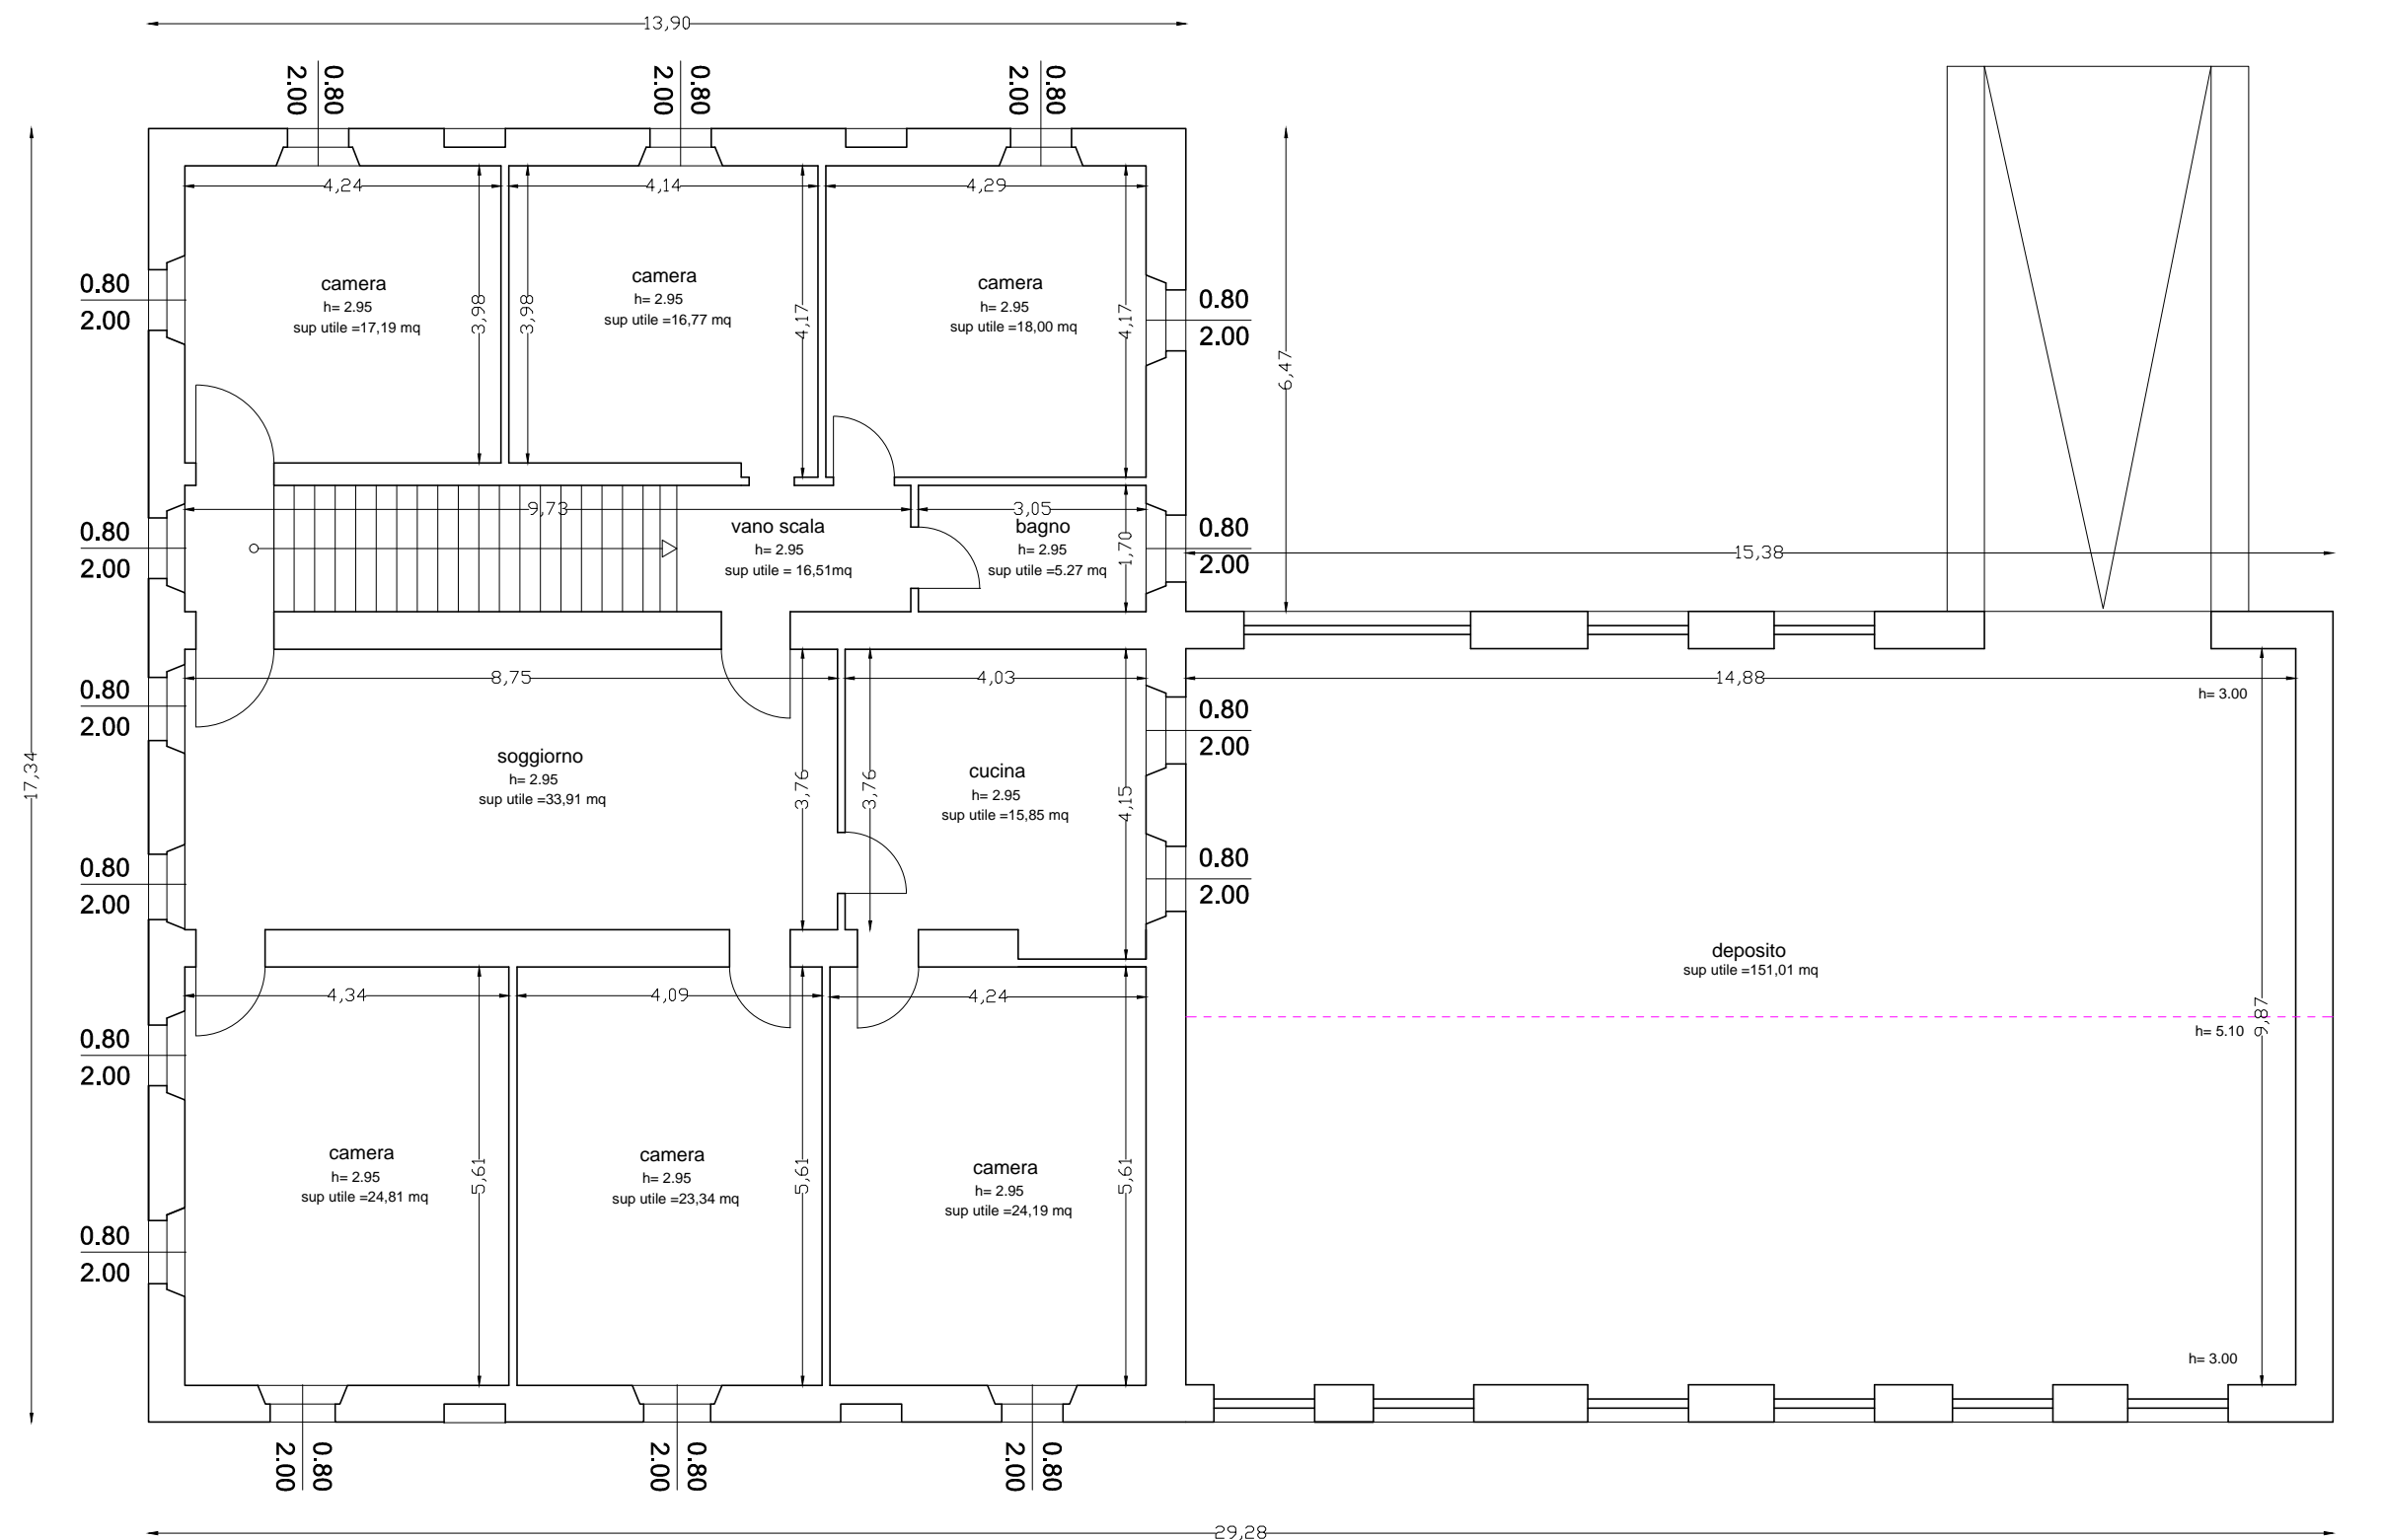 13,90
0.80
2.00
0.80
2.00
0.80
2.00
4,24
4,14
4,29
camera
h= 2.95
sup utile =17,19 mq
3,98
3,98
camera
h= 2.95
sup utile =16,77 mq
4,17
camera
h= 2.95
sup utile =18,00 mq
4,17
0.80
2.00
0.80
2.00
6,47
9,73
3,05
0.80
2.00
vano scala
h= 2.95
sup utile = 16,51mq
bagno
h= 2.95
sup utile =5.27 mq
1,70
0.80
2.00
15,38
17,34
8,75
4,03
14,88
h= 3.00
0.80
2.00
0.80
2.00
soggiorno
h= 2.95
sup utile =33,91 mq
3,76
3,76
cucina
h= 2.95
sup utile =15,85 mq
4,15
0.80
2.00
0.80
2.00
deposito
sup utile =151,01 mq
4,34
4,09
4,24
9,87
h= 5.10
0.80
2.00
camera
h= 2.95
sup utile =24,81 mq
5,61
camera
h= 2.95
sup utile =23,34 mq
5,61
camera
h= 2.95
sup utile =24,19 mq
5,61
0.80
2.00
h= 3.00
0.80
2.00
0.80
2.00
0.80
2.00
29,28